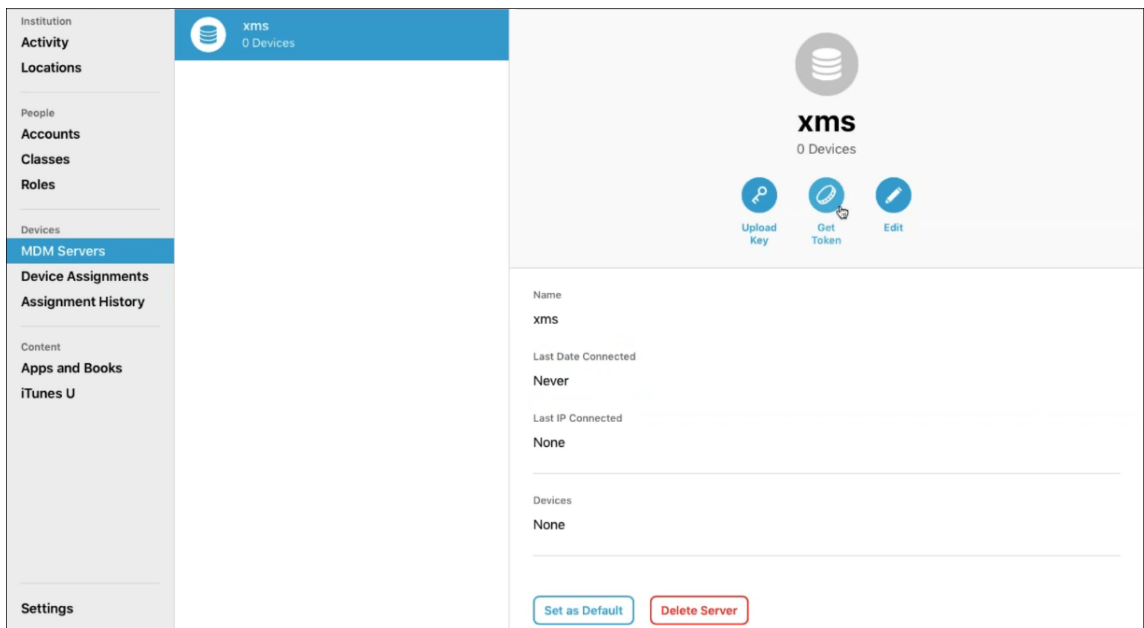 Institution
Activity
Locations
People
Accounts
Classes
Roles
Devices
MDM Servers
Device Assignments
Assignment History
Content
Apps and Books
iTunes U
Settings
xms
0 Devices
xms
0 Devices
Upload Key
Get Token
Edit
Name
xms
Last Date Connected
Never
Last IP Connected
None
Devices
None
Set as Default
Delete Server